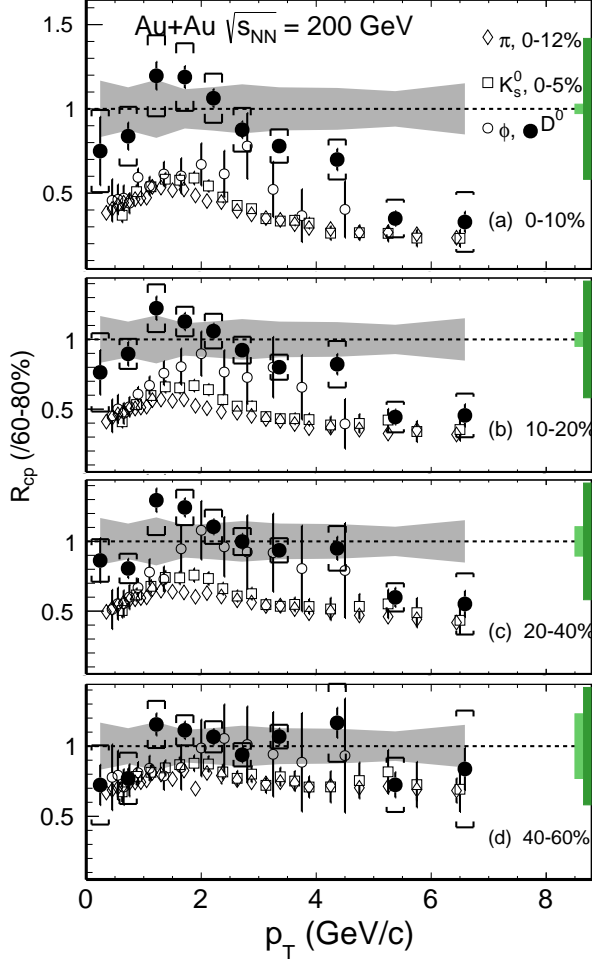 Au+Au √sNN = 200 GeV
π, 0-12%
K⁰s, 0-5%
ϕ, D⁰
1.5
1
0.5
(a) 0-10%
1
0.5
(b) 10-20%
1
0.5
(c) 20-40%
1
0.5
(d) 40-60%
Rcp (/60-80%)
0 2 4 6 8
pT (GeV/c)